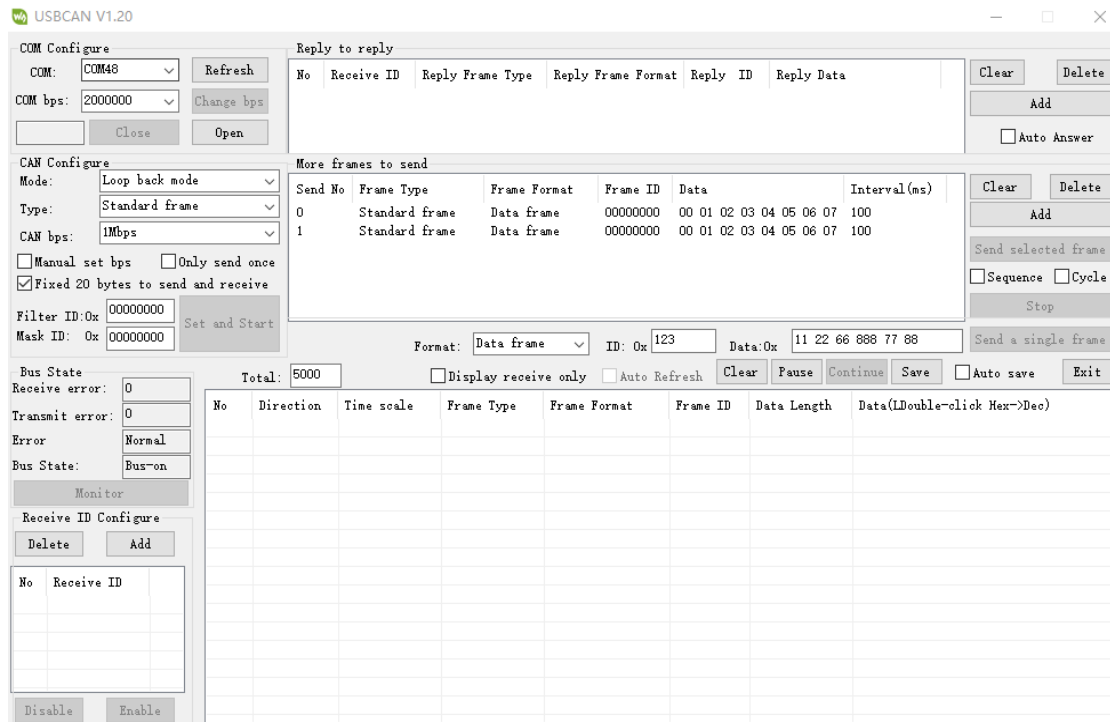 USBCAN V1.20
COM Configure
COM: COM48 Refresh
COM bps: 2000000 Change bps
Close Open
Reply to reply
No Receive ID Reply Frame Type Reply Frame Format Reply ID Reply Data
Clear Delete
Add
Auto Answer
CAN Configure
Mode: Loop back mode
Type: Standard frame
CAN bps: 1Mbps
Manual set bps Only send once
Fixed 20 bytes to send and receive
Filter ID:0x 00000000
Mask ID: 0x 00000000
Set and Start
More frames to send
Send No Frame Type Frame Format Frame ID Data Interval(ms)
0 Standard frame Data frame 00000000 00 01 02 03 04 05 06 07 100
1 Standard frame Data frame 00000000 00 01 02 03 04 05 06 07 100
Clear Delete
Add
Send selected frame
Sequence Cycle
Stop
Format: Data frame ID: 0x 123 Data:0x 11 22 66 888 77 88 Send a single frame
Bus State
Receive error: 0
Transmit error: 0
Error Normal
Bus State: Bus-on
Monitor
Total: 5000 Display receive only Auto Refresh Clear Pause Continue Save Auto save Exit
No Direction Time scale Frame Type Frame Format Frame ID Data Length Data(LDouble-click Hex->Dec)
Receive ID Configure
Delete Add
No Receive ID
Disable Enable